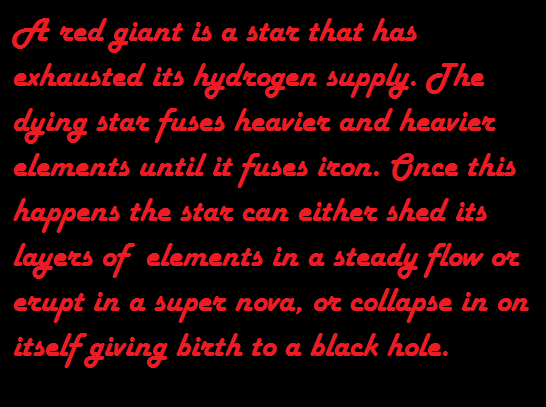 A red giant is a star that has
exhausted its hydrogen supply. The
dying star fuses heavier and heavier
elements until it fuses iron. Once this
happens the star can either shed its
layers of elements in a steady flow or
erupt in a super nova, or collapse in on
itself giving birth to a black hole.